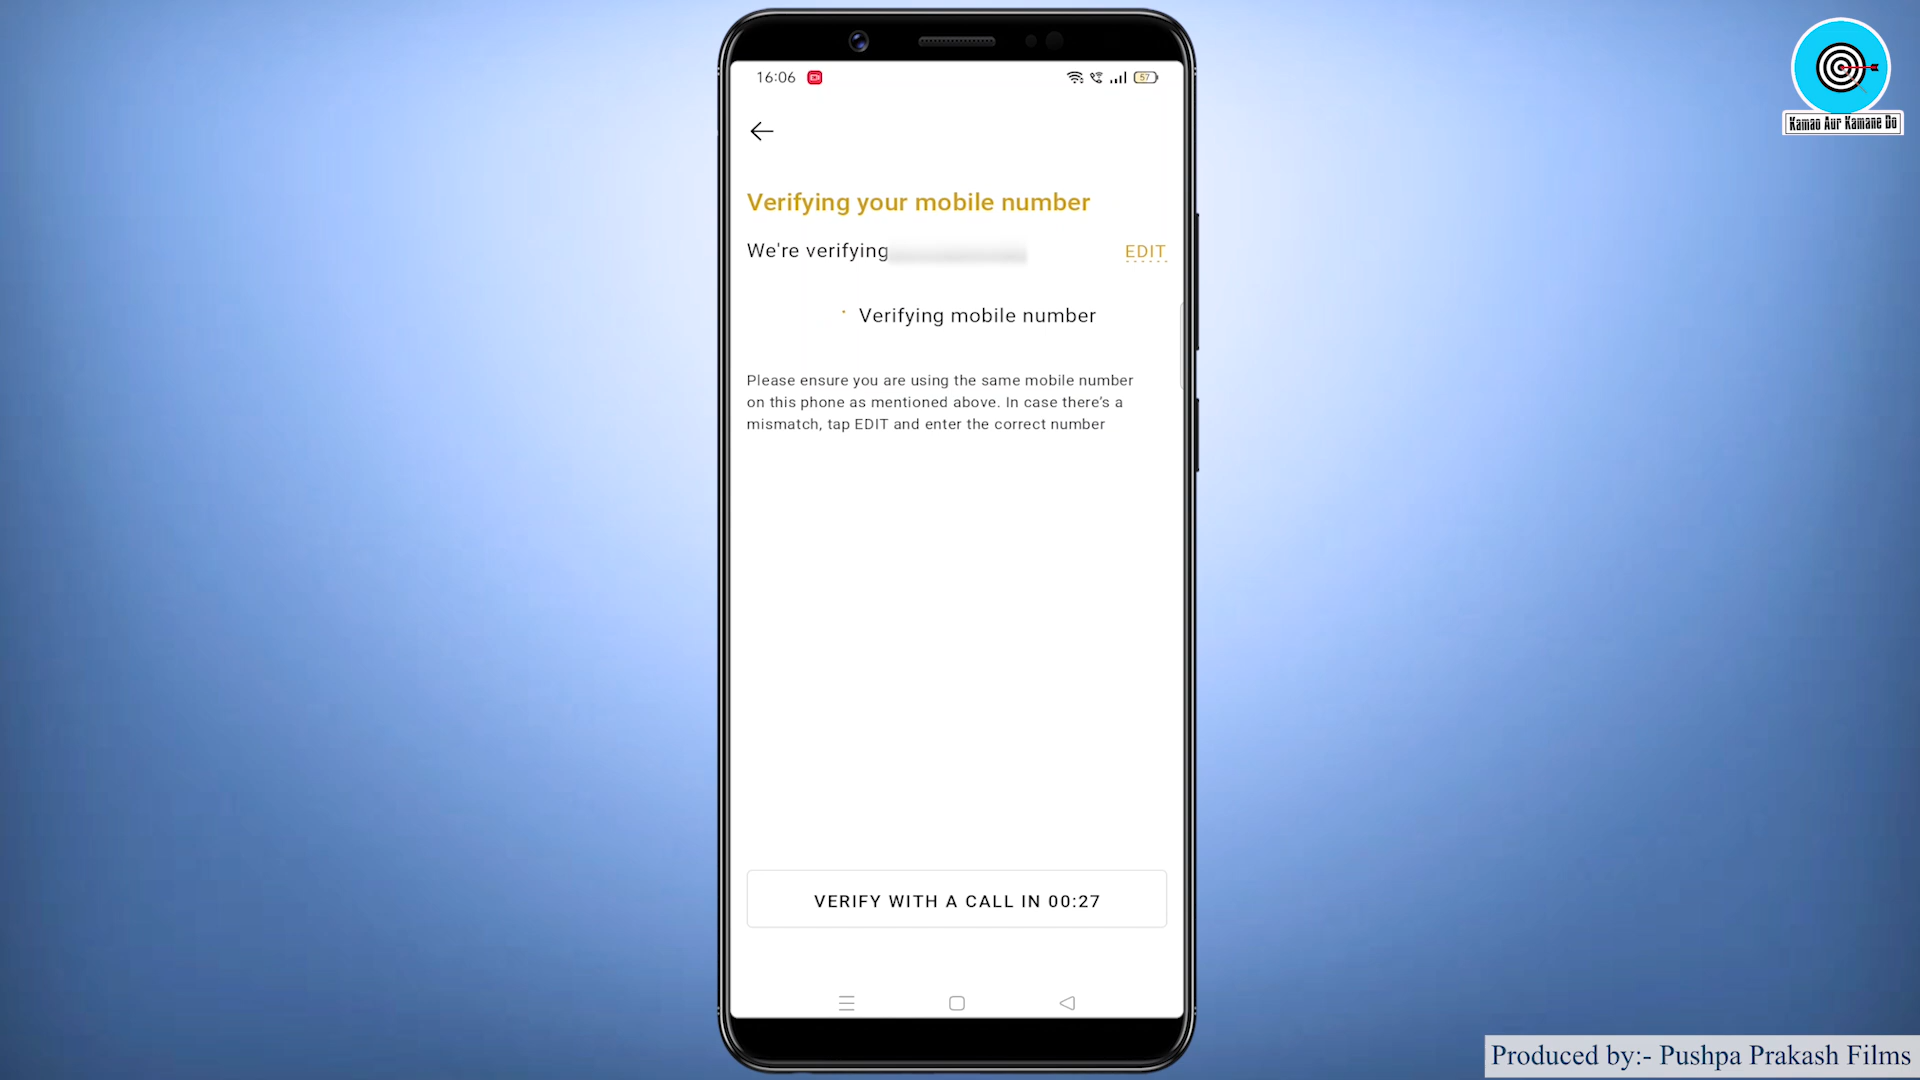 16:06
57
Kamao Aur Kamane Do
Verifying your mobile number
We're verifying
EDIT
Verifying mobile number
Please ensure you are using the same mobile number
on this phone as mentioned above. In case there's a
mismatch, tap EDIT and enter the correct number
VERIFY WITH A CALL IN 00:27
Produced by:- Pushpa Prakash Films